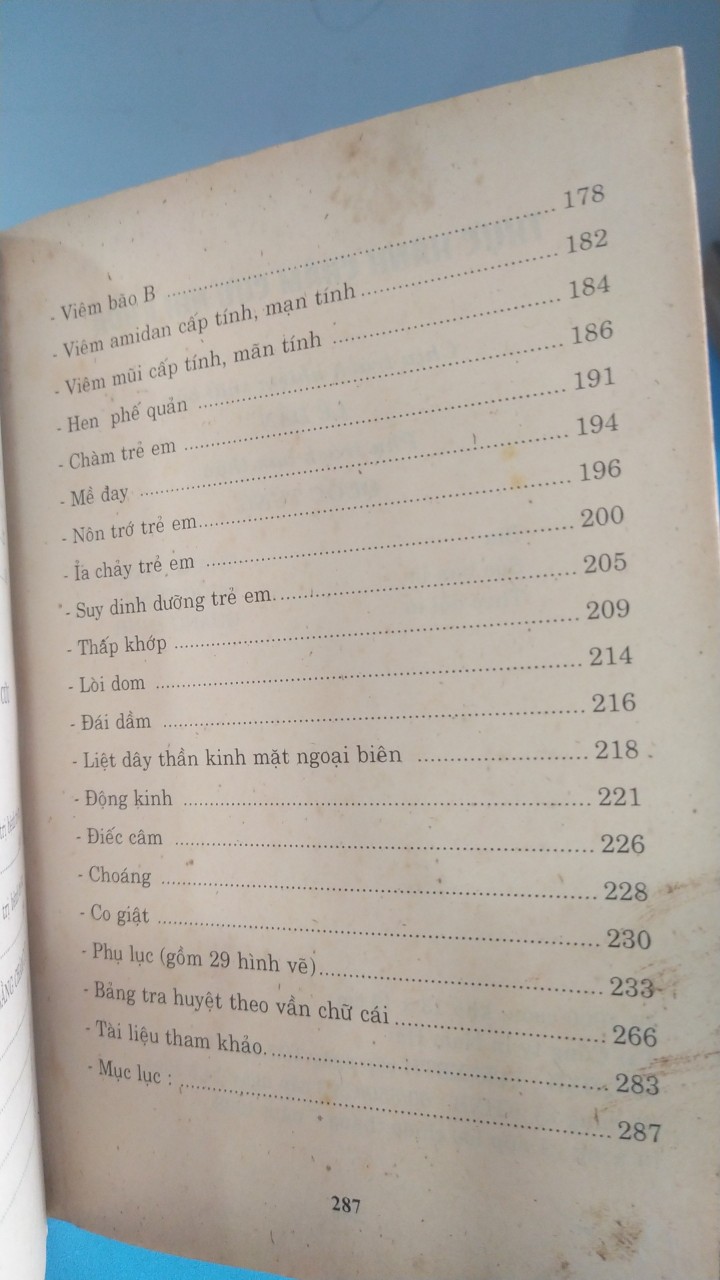 - Viêm bảo B ........ 178
- Viêm amidan cấp tính, mạn tính ........ 182
- Viêm mũi cấp tính, mãn tính ........ 184
- Hen phế quản ........ 186
- Chàm trẻ em ........ 191
- Mề đay ........ 194
- Nôn trớ trẻ em ........ 196
- Ỉa chảy trẻ em ........ 200
- Suy dinh dưỡng trẻ em ........ 205
- Thấp khớp ........ 209
- Lòi dom ........ 214
- Đái dầm ........ 216
- Liệt dây thần kinh mặt ngoại biên ........ 218
- Động kinh ........ 221
- Điếc câm ........ 226
- Choáng ........ 228
- Co giật ........ 230
- Phụ lục (gồm 29 hình vẽ) ........ 233
- Bảng tra huyệt theo vần chữ cái ........ 266
- Tài liệu tham khảo ........ 283
- Mục lục : ........ 287
287